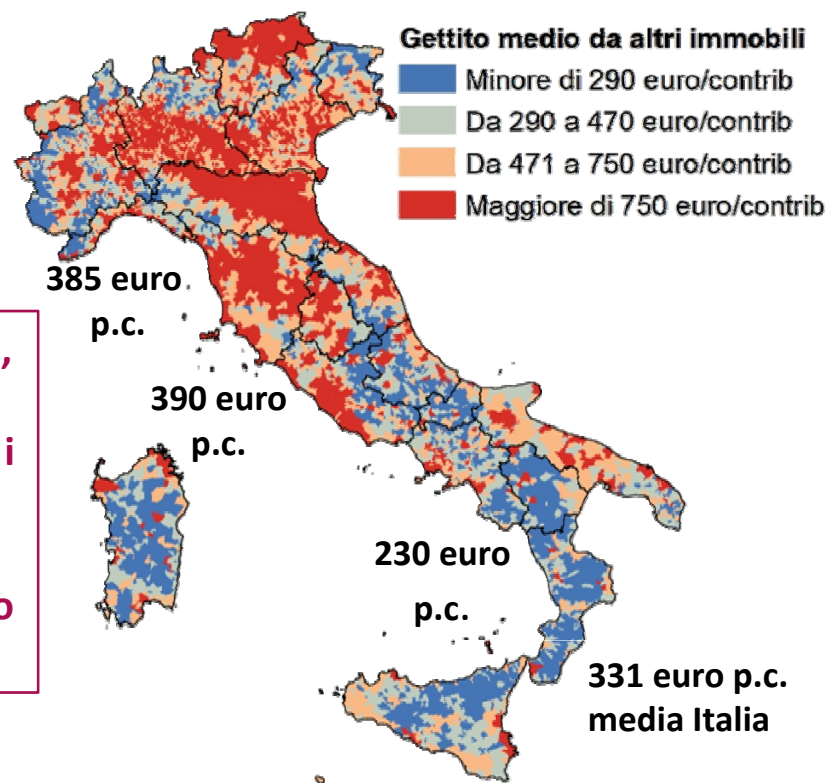 Gettito medio da altri immobili
Minore di 290 euro/contrib
Da 290 a 470 euro/contrib
Da 471 a 750 euro/contrib
Maggiore di 750 euro/contrib
385 euro
p.c.
,
390 euro
p.c.
i
230 euro
p.c.
o
331 euro p.c.
media Italia